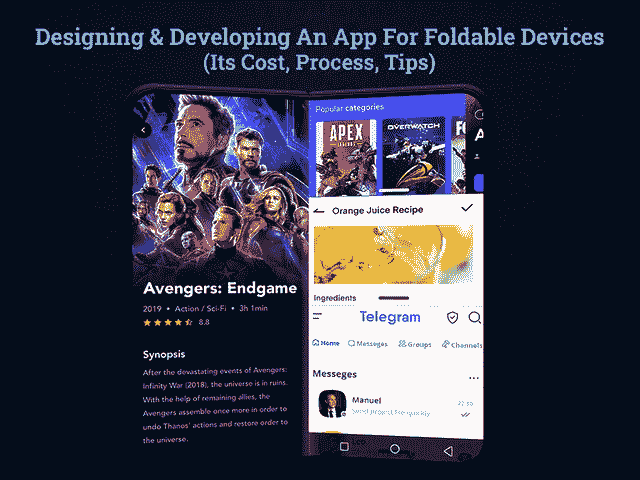 Designing & Developing An App For Foldable Devices
(Its Cost, Process, Tips)
Avengers: Endgame
2019 • Action / Sci-Fi • 3h 1min
8.8
Synopsis
After the devastating events of Avengers:
Infinity War (2018), the universe is in ruins.
With the help of remaining allies, the
Avengers assemble once more in order to
undo Thanos' actions and restore order to
the universe.
Popular categories
APEX
LEGENDS
OVERWATCH
FO
A
Orange Juice Recipe
Ingredients
Telegram
Home Messeges Groups Channels
Messeges
Manuel
Send project file quickly